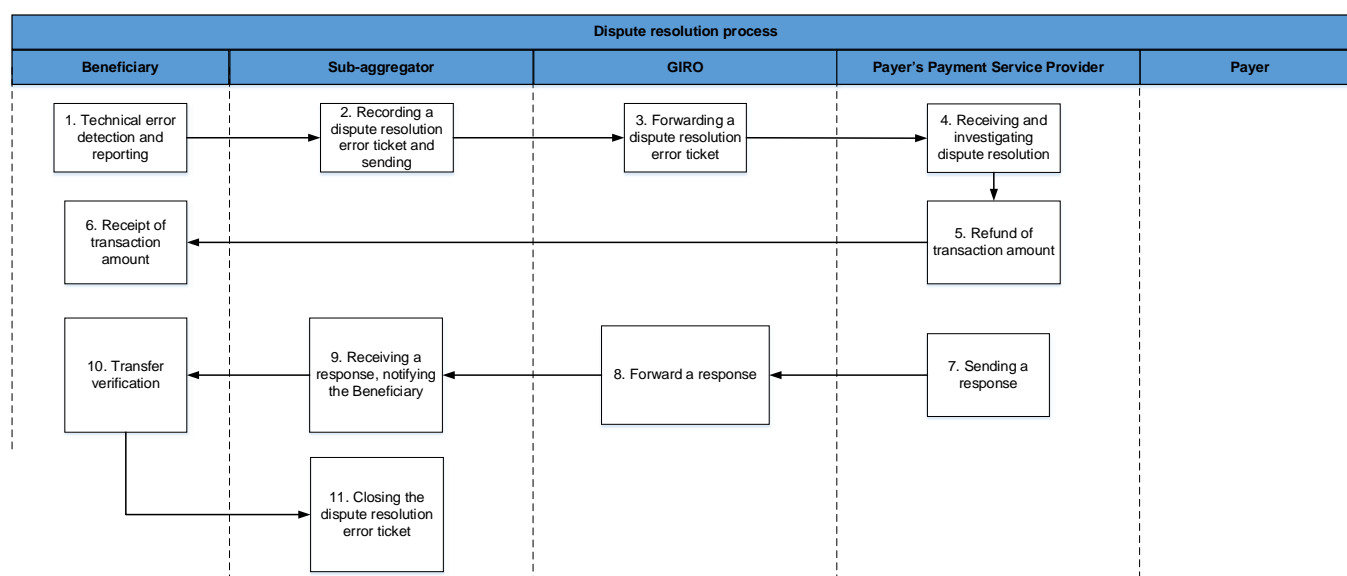 Dispute resolution process
Beneficiary
Sub-aggregator
GIRO
Payer's Payment Service Provider
Payer
1. Technical error
detection and
reporting
2. Recording a
dispute resolution
error ticket and
sending
3. Forwarding a
dispute resolution
error ticket
4. Receiving and
investigating
dispute resolution
6. Receipt of
transaction
amount
5. Refund of
transaction amount
10. Transfer
verification
9. Receiving a
response, notifying
the Beneficiary
8. Forward a response
7. Sending a
response
11. Closing the
dispute resolution
error ticket